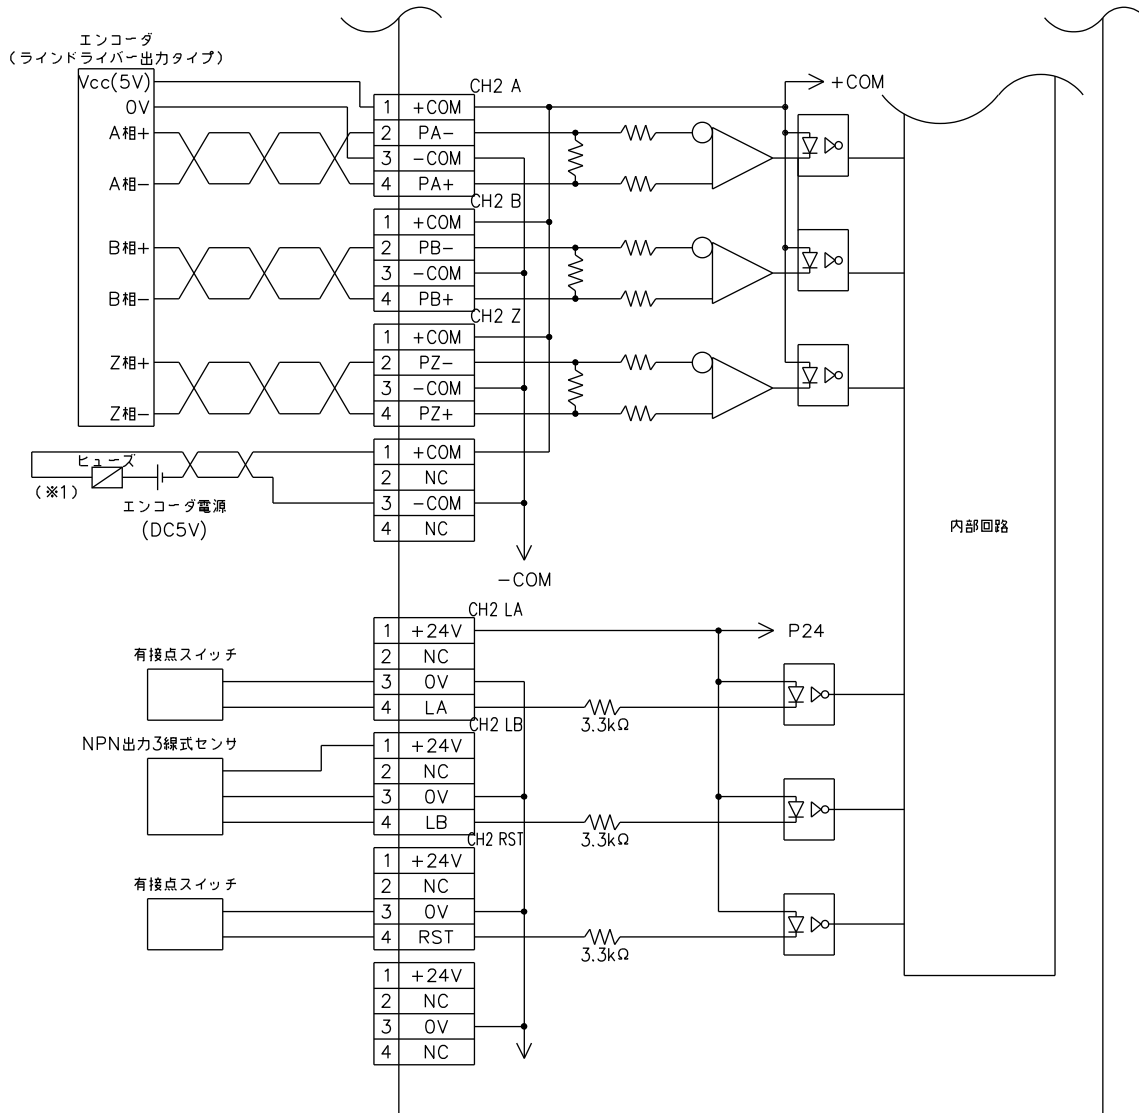 エンコーダ
(ラインドライバー出力タイプ)
Vcc(5V)
0V
A相+
A相-
B相+
B相-
Z相+
Z相-
ヒューズ
(※1)
エンコーダ電源
(DC5V)
CH2 A
1 +COM
2 PA-
3 -COM
4 PA+
CH2 B
1 +COM
2 PB-
3 -COM
4 PB+
CH2 Z
1 +COM
2 PZ-
3 -COM
4 PZ+
1 +COM
2 NC
3 -COM
4 NC
+COM
-COM
内部回路
CH2 LA
1 +24V
2 NC
3 0V
4 LA
有接点スイッチ
P24
3.3kΩ
CH2 LB
1 +24V
2 NC
3 0V
4 LB
NPN出力3線式センサ
3.3kΩ
CH2 RST
1 +24V
2 NC
3 0V
4 RST
有接点スイッチ
3.3kΩ
1 +24V
2 NC
3 0V
4 NC